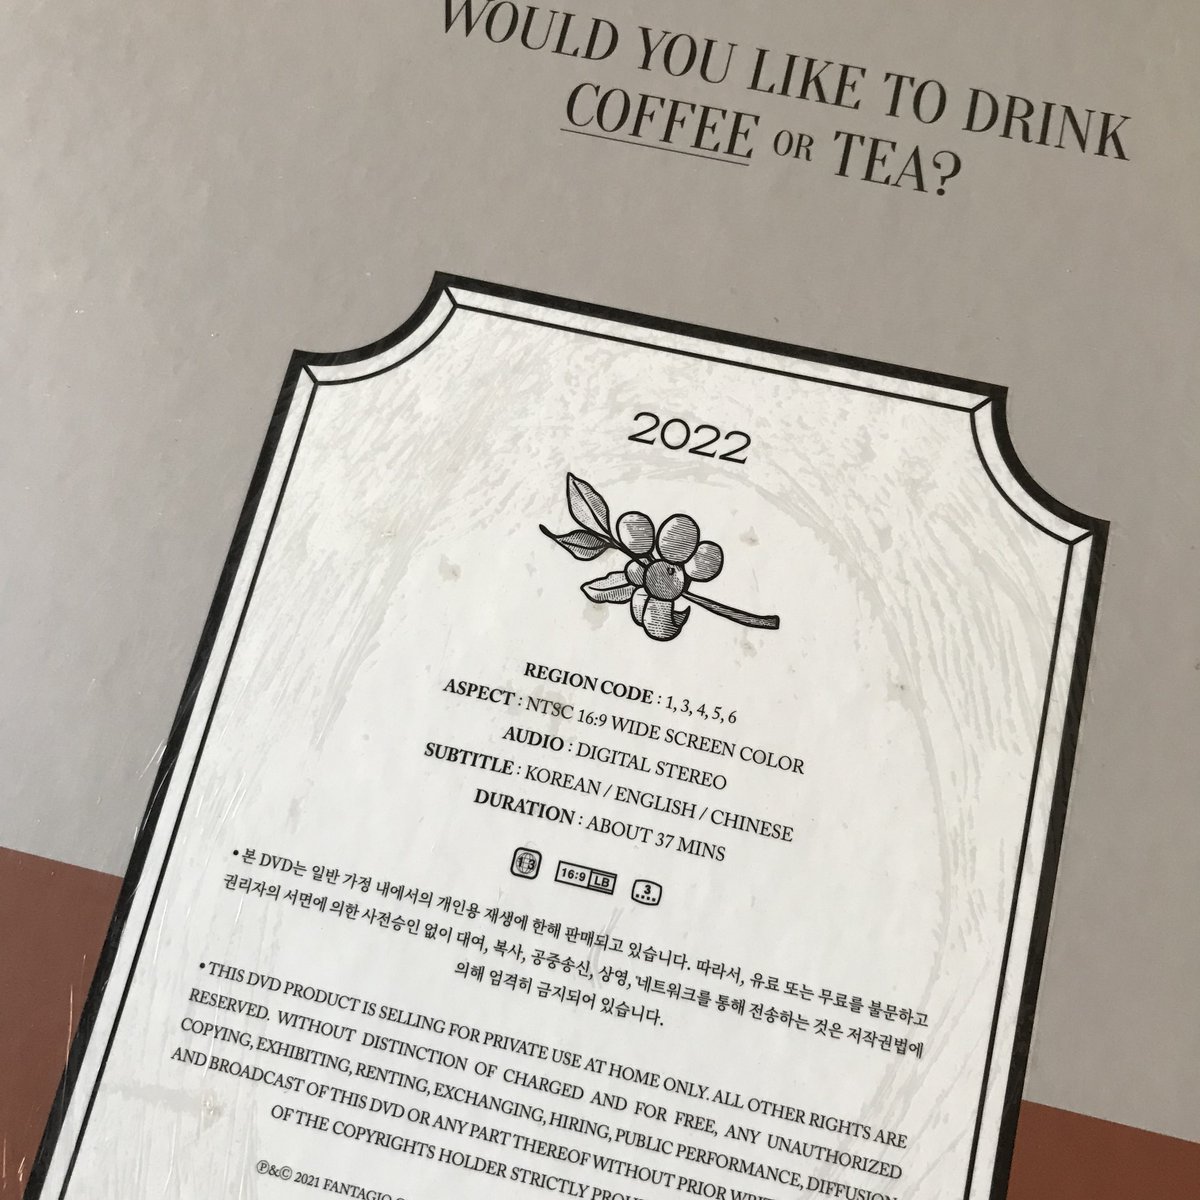 WOULD YOU LIKE TO DRINK
COFFEE OR TEA?
2022
REGION CODE : 1, 3, 4, 5, 6
ASPECT : NTSC 16:9 WIDE SCREEN COLOR
AUDIO : DIGITAL STEREO
SUBTITLE : KOREAN / ENGLISH / CHINESE
DURATION : ABOUT 37 MINS
1 3 16:9 LB 3
• 본 DVD는 일반 가정 내에서의 개인용 재생에 한해 판매되고 있습니다. 따라서, 유료 또는 무료를 불문하고
권리자의 서면에 의한 사전승인 없이 대여, 복사, 공중송신, 상영, 네트워크를 통해 전송하는 것은 저작권법에
의해 엄격히 금지되어 있습니다.
• THIS DVD PRODUCT IS SELLING FOR PRIVATE USE AT HOME ONLY. ALL OTHER RIGHTS ARE
RESERVED. WITHOUT DISTINCTION OF CHARGED AND FOR FREE, ANY UNAUTHORIZED
COPYING, EXHIBITING, RENTING, EXCHANGING, HIRING, PUBLIC PERFORMANCE, DIFFUSION
AND BROADCAST OF THIS DVD OR ANY PART THEREOF WITHOUT PRIOR
OF THE COPYRIGHTS HOLDER STRICTLY
℗&© 2021 FANTAGIO